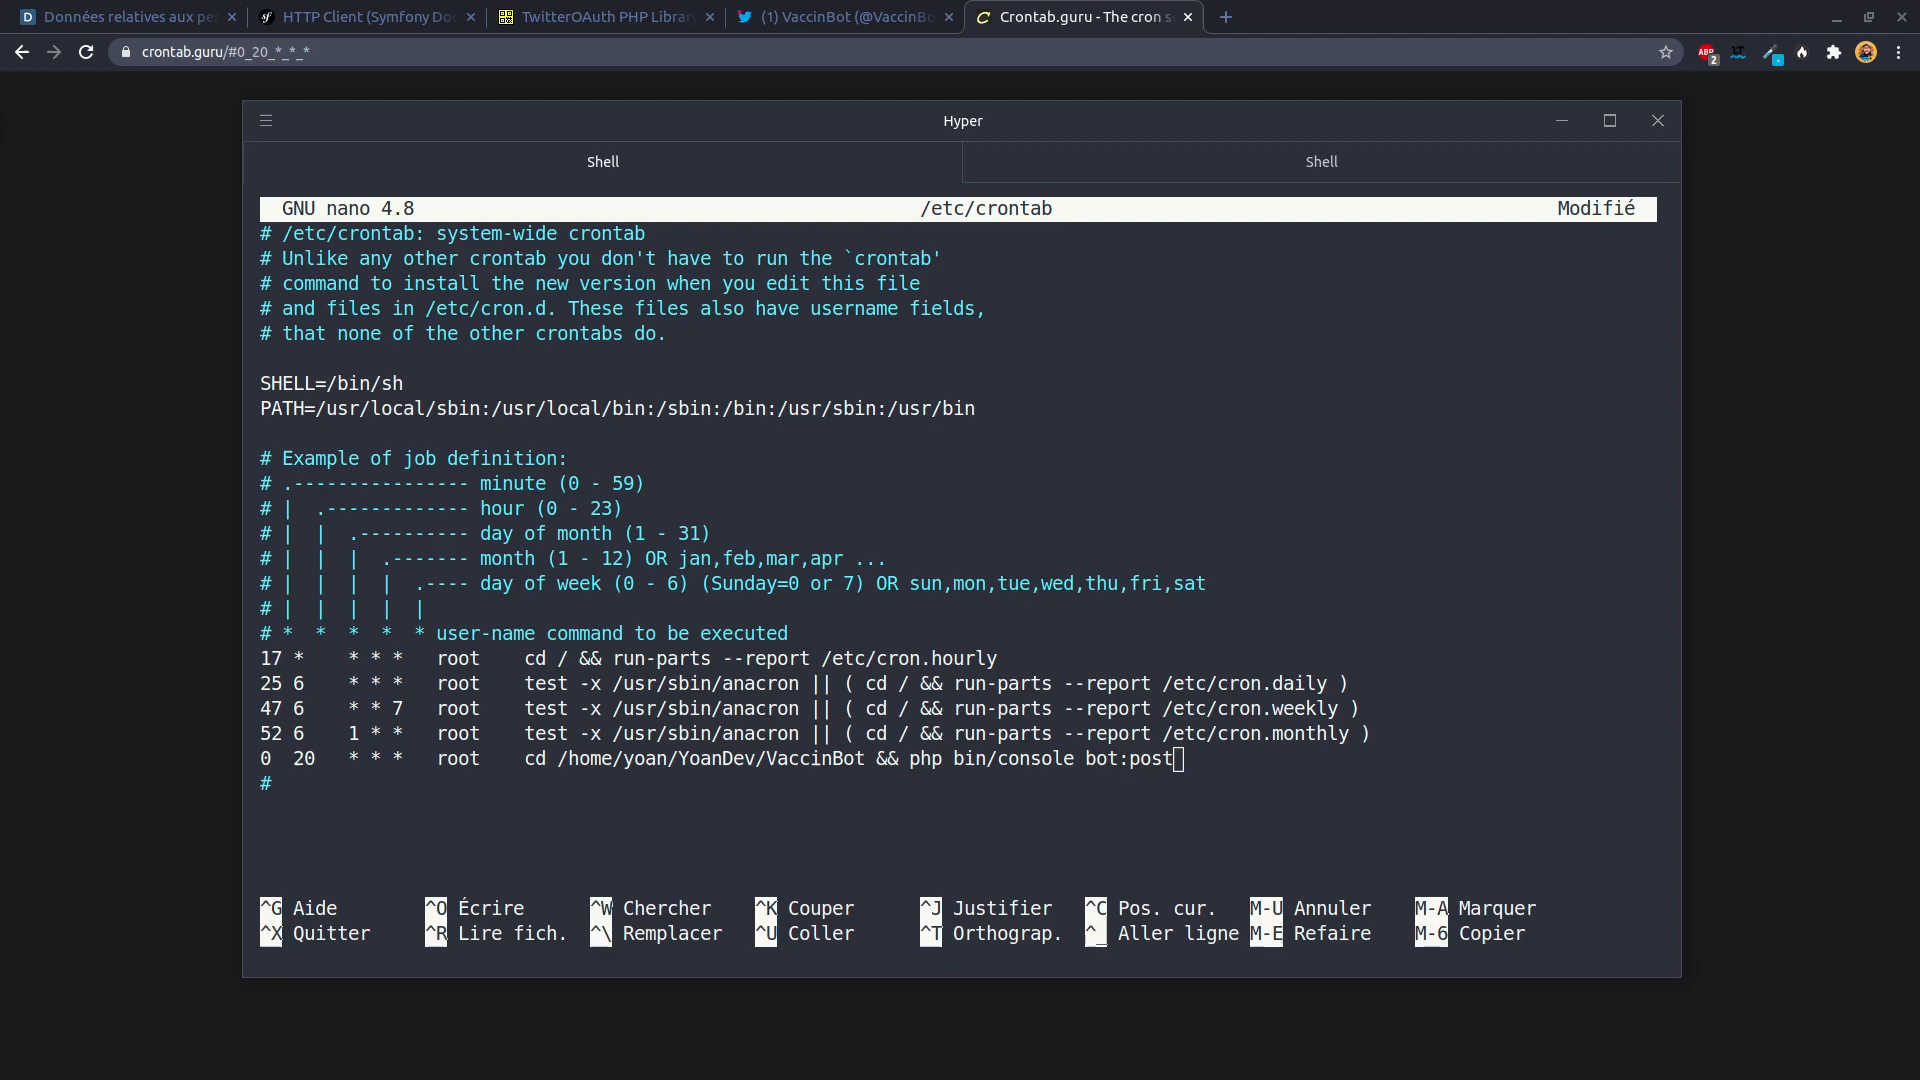 Données relatives aux pe
HTTP Client (Symfony Do
TwitterOAuth PHP Librar
(1) VaccinBot (@VaccinBo
Crontab.guru - The cron s
crontab.guru/#0_20_*_*_*
ABP
2
Hyper
Shell
Shell
GNU nano 4.8 /etc/crontab Modifié
# /etc/crontab: system-wide crontab
# Unlike any other crontab you don't have to run the `crontab'
# command to install the new version when you edit this file
# and files in /etc/cron.d. These files also have username fields,
# that none of the other crontabs do.
SHELL=/bin/sh
PATH=/usr/local/sbin:/usr/local/bin:/sbin:/bin:/usr/sbin:/usr/bin
# Example of job definition:
# .---------------- minute (0 - 59)
# |  .------------- hour (0 - 23)
# |  |  .---------- day of month (1 - 31)
# |  |  |  .------- month (1 - 12) OR jan,feb,mar,apr ...
# |  |  |  |  .---- day of week (0 - 6) (Sunday=0 or 7) OR sun,mon,tue,wed,thu,fri,sat
# |  |  |  |  |
# *  *  *  *  * user-name command to be executed
17 *    * * *   root    cd / && run-parts --report /etc/cron.hourly
25 6    * * *   root    test -x /usr/sbin/anacron || ( cd / && run-parts --report /etc/cron.daily )
47 6    * * 7   root    test -x /usr/sbin/anacron || ( cd / && run-parts --report /etc/cron.weekly )
52 6    1 * *   root    test -x /usr/sbin/anacron || ( cd / && run-parts --report /etc/cron.monthly )
0  20   * * *   root    cd /home/yoan/YoanDev/VaccinBot && php bin/console bot:post
#
^G Aide ^O Écrire ^W Chercher ^K Couper ^J Justifier ^C Pos. cur. M-U Annuler M-A Marquer
^X Quitter ^R Lire fich. ^\ Remplacer ^U Coller ^T Orthograp. ^_ Aller ligne M-E Refaire M-6 Copier